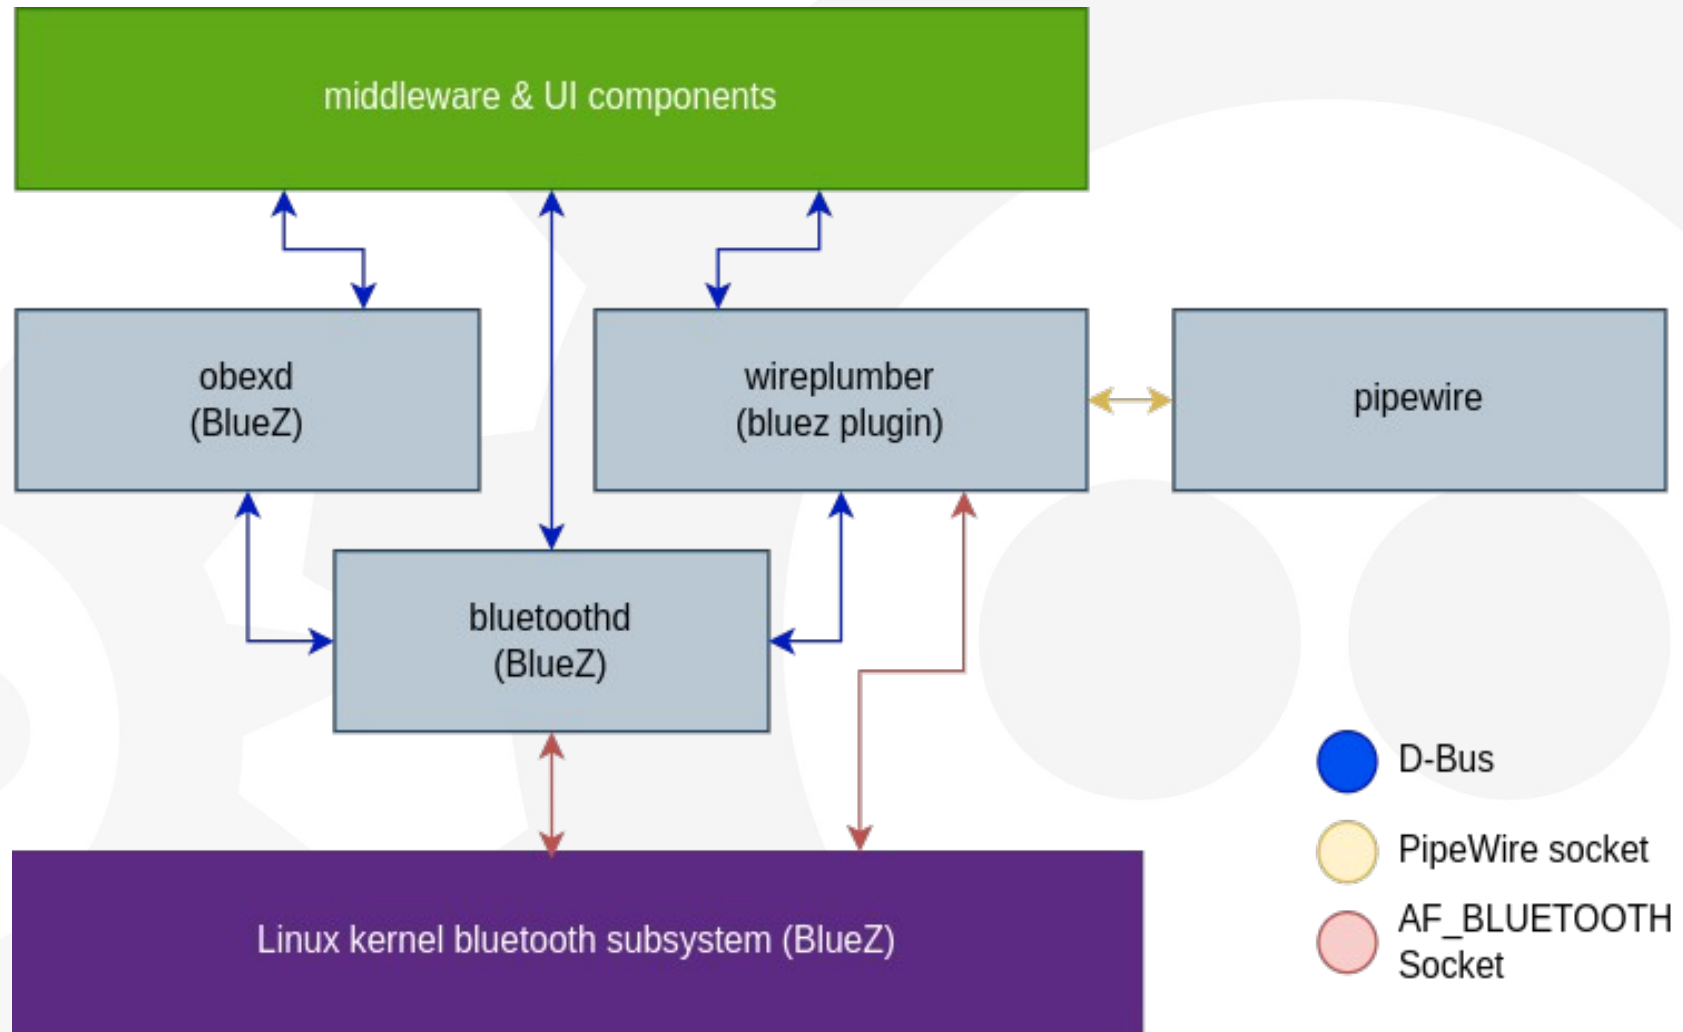 middleware & UI components
obexd
(BlueZ)
wireplumber
(bluez plugin)
pipewire
bluetoothd
(BlueZ)
D-Bus
PipeWire socket
AF_BLUETOOTH
Socket
Linux kernel bluetooth subsystem (BlueZ)